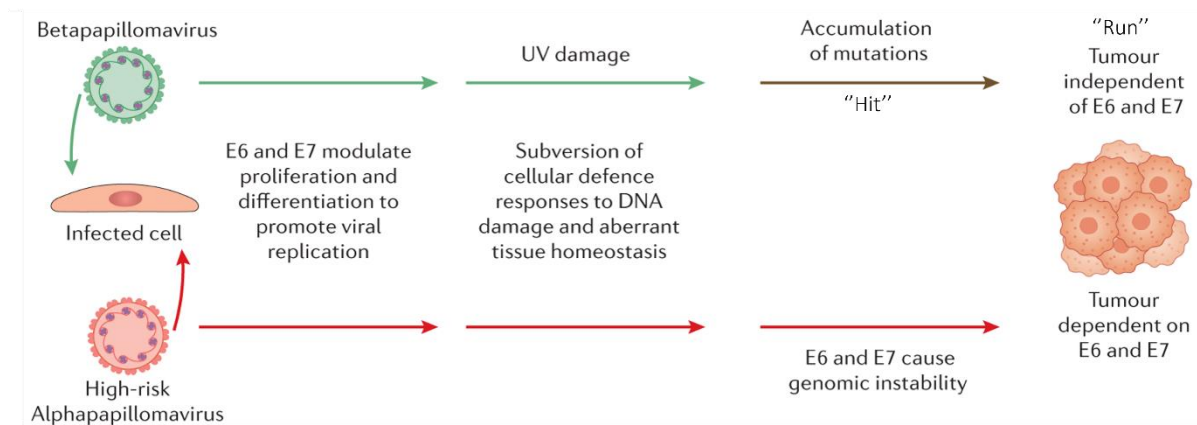 Betapapillomavirus
UV damage
Accumulation
of mutations
‘‘Hit’’
‘‘Run’’
Tumour
independent
of E6 and E7
Infected cell
E6 and E7 modulate
proliferation and
differentiation to
promote viral
replication
Subversion of
cellular defence
responses to DNA
damage and aberrant
tissue homeostasis
High-risk
Alphapapillomavirus
E6 and E7 cause
genomic instability
Tumour
dependent on
E6 and E7